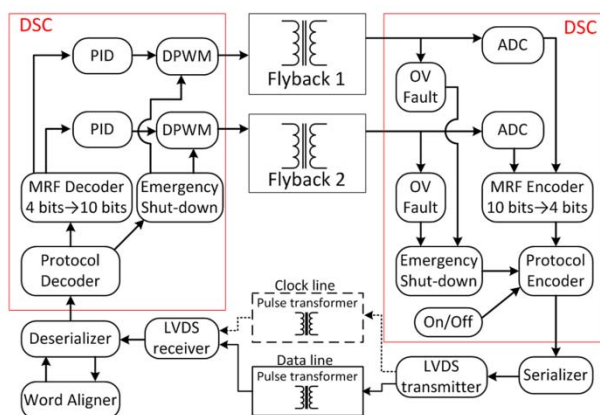 DSC
PID
DPWM
Flyback 1
ADC
DSC
OV
Fault
PID
DPWM
Flyback 2
ADC
MRF Decoder
4 bits→10 bits
Emergency
Shut-down
OV
Fault
MRF Encoder
10 bits→4 bits
Protocol
Decoder
Emergency
Shut-down
Protocol
Encoder
Clock line
Pulse transformer
On/Off
Deserializer
LVDS
receiver
Data line
Pulse transformer
LVDS
transmitter
Serializer
Word Aligner